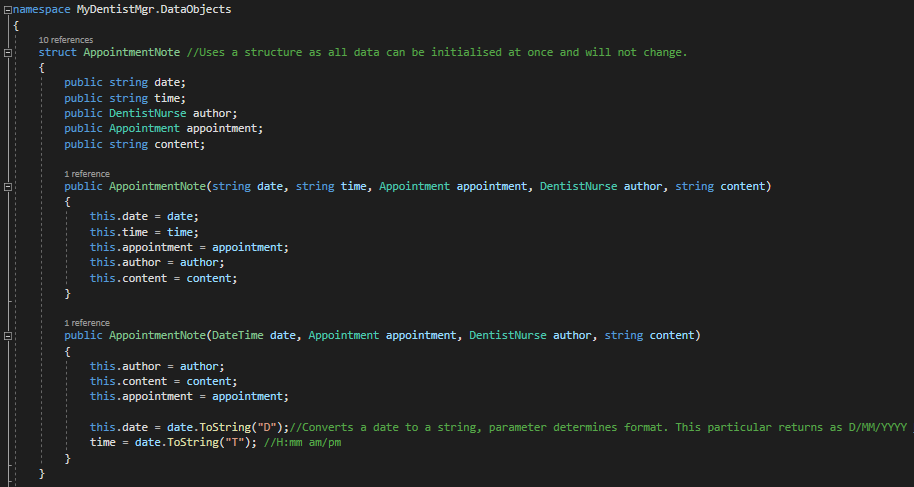 namespace MyDentistMgr.DataObjects
{
10 references
struct AppointmentNote //Uses a structure as all data can be initialised at once and will not change.
{
public string date;
public string time;
public DentistNurse author;
public Appointment appointment;
public string content;
1 reference
public AppointmentNote(string date, string time, Appointment appointment, DentistNurse author, string content)
{
this.date = date;
this.time = time;
this.appointment = appointment;
this.author = author;
this.content = content;
}
1 reference
public AppointmentNote(DateTime date, Appointment appointment, DentistNurse author, string content)
{
this.author = author;
this.content = content;
this.appointment = appointment;
this.date = date.ToString("D");//Converts a date to a string, parameter determines format. This particular returns as D/MM/YYYY
time = date.ToString("T"); //H:mm am/pm
}
}